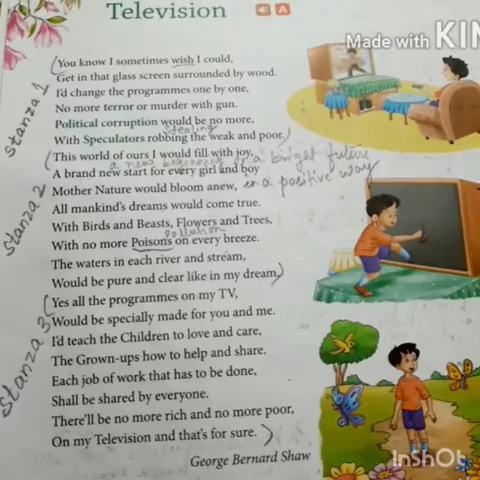 Television
A
Made with KIN
You know I sometimes wish I could,
Get in that glass screen surrounded by wood.
I'd change the programmes one by one,
No more terror or murder with gun.
Political corruption would be no more,
stealing
With Speculators robbing the weak and poor.
This world of ours I would fill with joy,
a new beginning for a bright future
A brand new start for every girl and boy
Mother Nature would bloom anew, in a positive way
All mankind's dreams would come true.
With Birds and Beasts, Flowers and Trees,
Pollution
With no more Poisons on every breeze.
The waters in each river and stream,
Would be pure and clear like in my dream,
Yes all the programmes on my TV,
Would be specially made for you and me.
I'd teach the Children to love and care,
The Grown-ups how to help and share.
Each job of work that has to be done,
Shall be shared by everyone.
There'll be no more rich and no more poor,
On my Television and that's for sure.
George Bernard Shaw
Stanza 1
Stanza 2
Stanza 3
InShOt